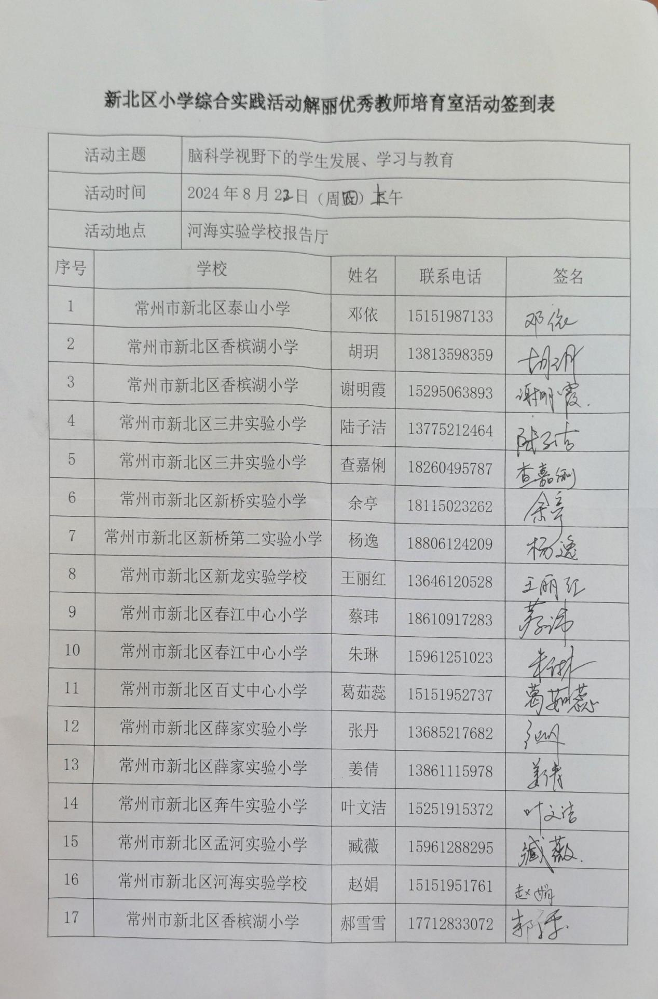 新北区小学综合实践活动解丽优秀教师培育室活动签到表
活动主题 脑科学视野下的学生发展、学习与教育
活动时间 2024年8月22日（周四）上午
活动地点 河海实验学校报告厅
序号 学校 姓名 联系电话 签名
1 常州市新北区泰山小学 邓依 15151987133 邓依
2 常州市新北区香槟湖小学 胡玥 13813598359 胡玥
3 常州市新北区香槟湖小学 谢明霞 15295063893 谢明霞.
4 常州市新北区三井实验小学 陆子洁 13775212464 陆子洁
5 常州市新北区三井实验小学 查嘉俐 18260495787 查嘉俐
6 常州市新北区新桥实验小学 余亭 18115023262 余亭
7 常州市新北区新桥第二实验小学 杨逸 18806124209 杨逸
8 常州市新北区新龙实验学校 王丽红 13646120528 王丽红
9 常州市新北区春江中心小学 蔡玮 18610917283 蔡玮
10 常州市新北区春江中心小学 朱琳 15961251023 朱琳
11 常州市新北区百丈中心小学 葛茹蕊 15151952737 葛茹蕊
12 常州市新北区薛家实验小学 张丹 13685217682 张丹
13 常州市新北区薛家实验小学 姜倩 13861115978 姜倩
14 常州市新北区奔牛实验小学 叶文洁 15251915372 叶文洁
15 常州市新北区孟河实验小学 臧薇 15961288295 臧薇.
16 常州市新北区河海实验学校 赵娟 15151951761 赵娟
17 常州市新北区香槟湖小学 郝雪雪 17712833072